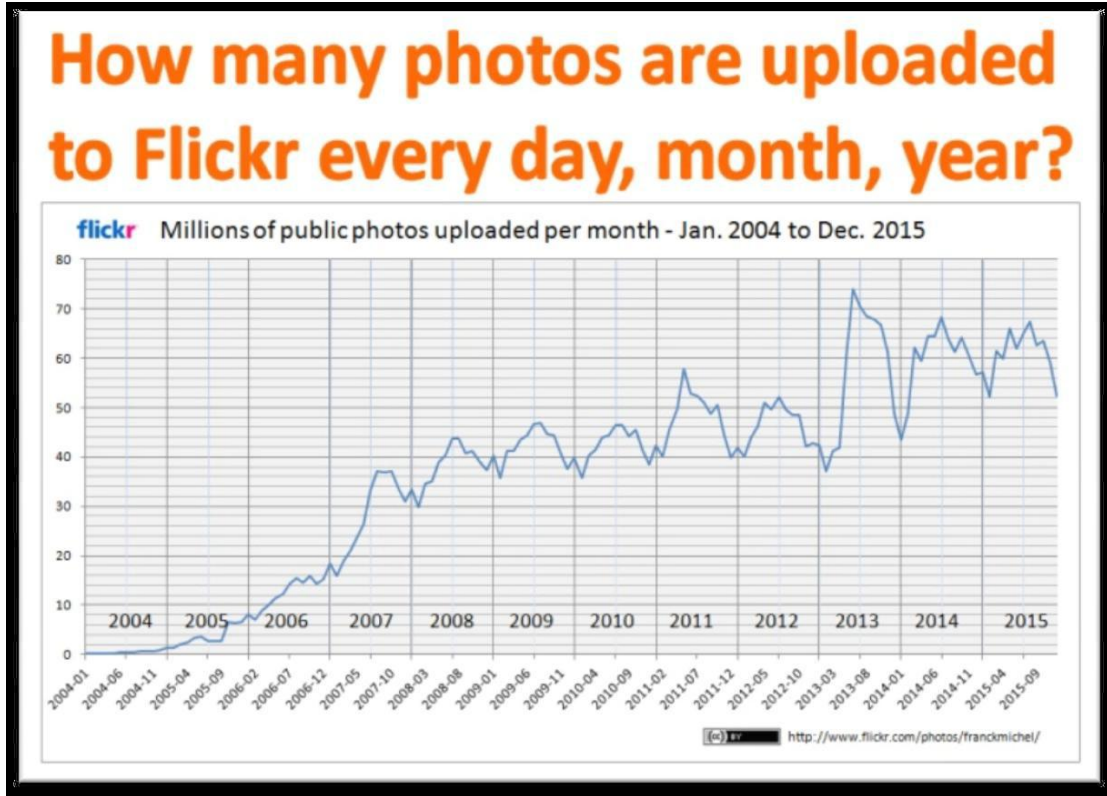 How many photos are uploaded
to Flickr every day, month, year?
flickr Millions of public photos uploaded per month - Jan. 2004 to Dec. 2015
80
70
60
50
40
30
20
10
0
2004 2005 2006 2007 2008 2009 2010 2011 2012 2013 2014 2015
2004-01 2004-06 2004-11 2005-04 2005-09 2006-02 2006-07 2006-12 2007-05 2007-10 2008-03 2008-08 2009-01 2009-06 2009-11 2010-04 2010-09 2011-02 2011-07 2011-12 2012-05 2012-10 2013-03 2013-08 2014-01 2014-06 2014-11 2015-04 2015-09
(cc) BY http://www.flickr.com/photos/franckmichel/